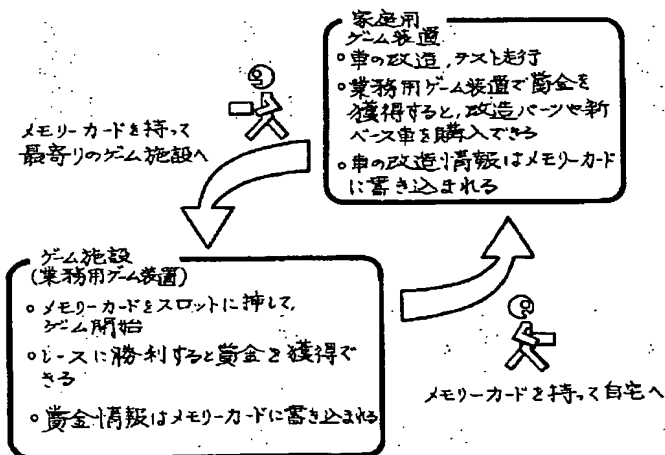 家庭用
ゲーム装置
○車の改造,テスト走行
○業務用ゲーム装置で賞金を
獲得すると,改造パーツや新
ベース車を購入できる
○車の改造情報はメモリーカード
に書き込まれる
メモリーカードを持って
最寄りのゲーム施設へ
ゲーム施設
(業務用ゲーム装置)
○メモリーカードをスロットに挿して,
ゲーム開始
○レースに勝利すると賞金を獲得で
きる
○賞金情報はメモリーカードに書き込まれる
メモリーカードを持って自宅へ